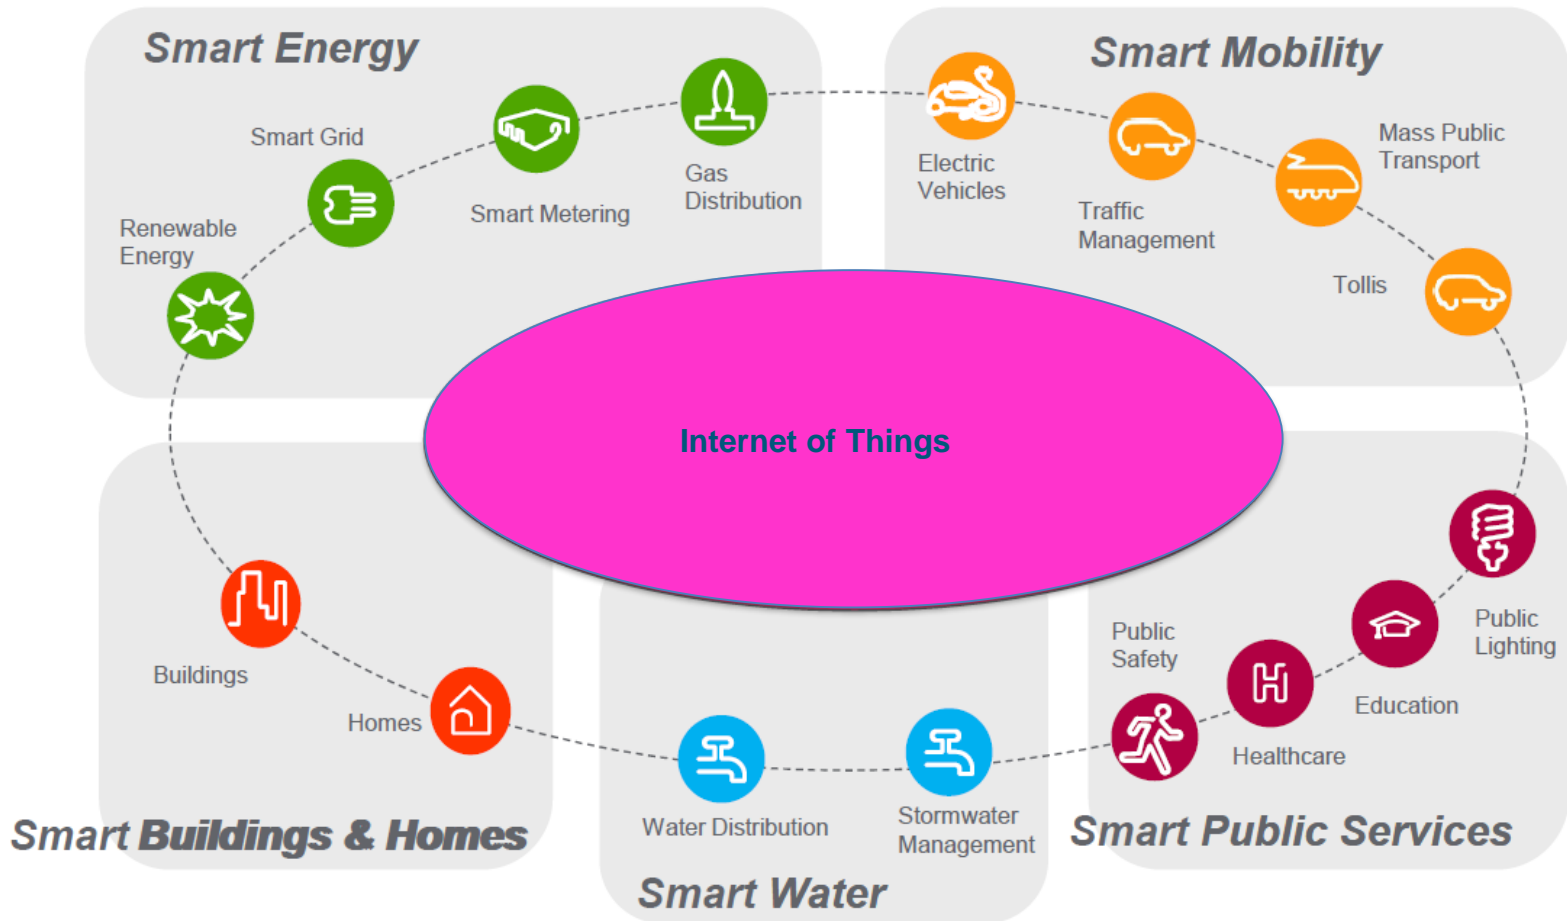 Smart Energy
Smart Grid
Renewable
Energy
Smart Metering
Gas
Distribution
Smart Mobility
Electric
Vehicles
Traffic
Management
Mass Public
Transport
Tollis
Internet of Things
Buildings
Homes
Smart Buildings & Homes
Water Distribution
Stormwater
Management
Smart Water
Public
Safety
Healthcare
Education
Public
Lighting
Smart Public Services